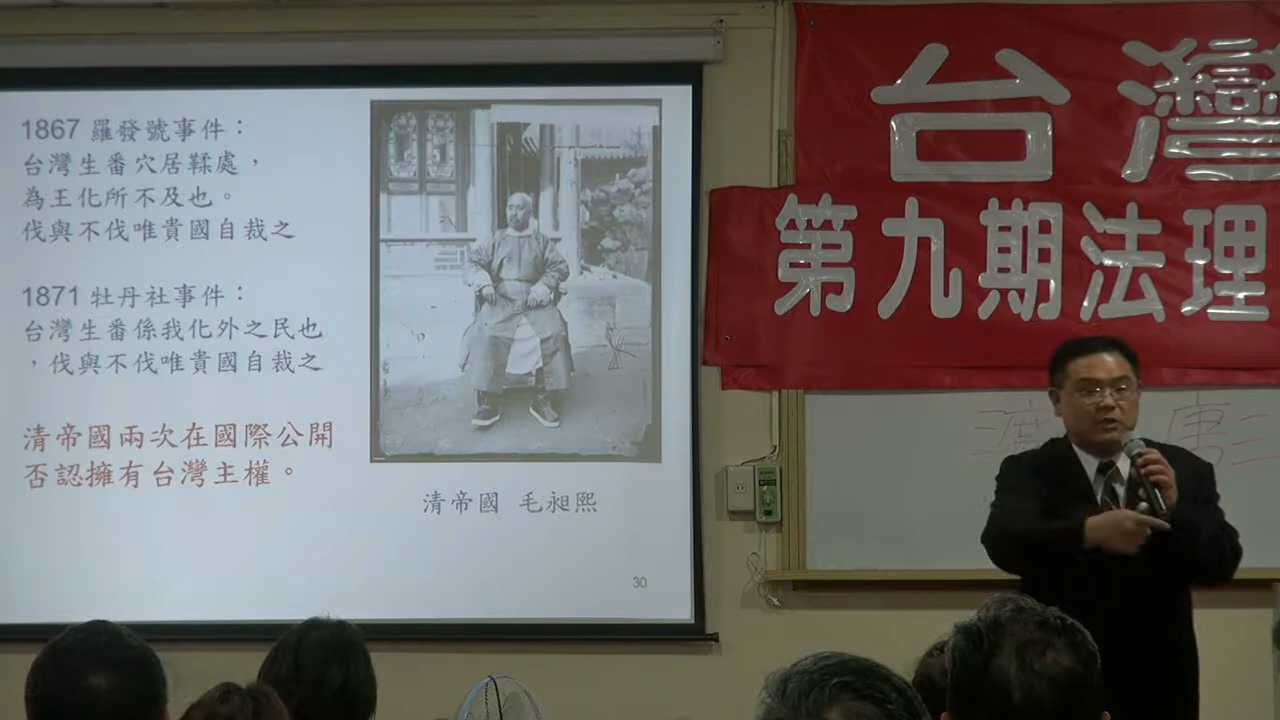 1867 羅發號事件：
台灣生番穴居鞣處，
為王化所不及也。
伐與不伐唯貴國自裁之
1871 牡丹社事件：
台灣生番係我化外之民也
，伐與不伐唯貴國自裁之
清帝國兩次在國際公開
否認擁有台灣主權。
清帝國 毛昶熙
30
台灣
第九期法理